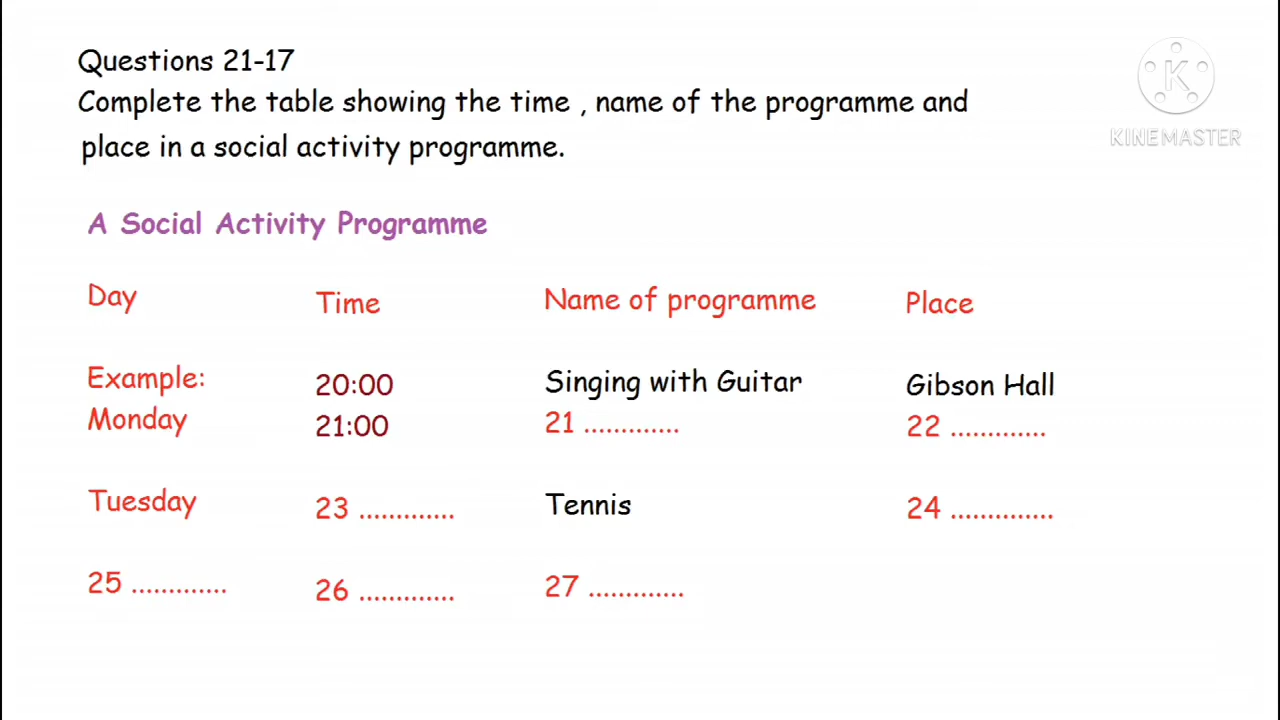 Questions 21-17
Complete the table showing the time , name of the programme and
place in a social activity programme.
K
KINEMASTER
A Social Activity Programme
Day Time Name of programme Place
Example: 20:00 Singing with Guitar Gibson Hall
Monday 21:00 21 ............. 22 .............
Tuesday 23 ............. Tennis 24 ..............
25 ............. 26 ............. 27 .............